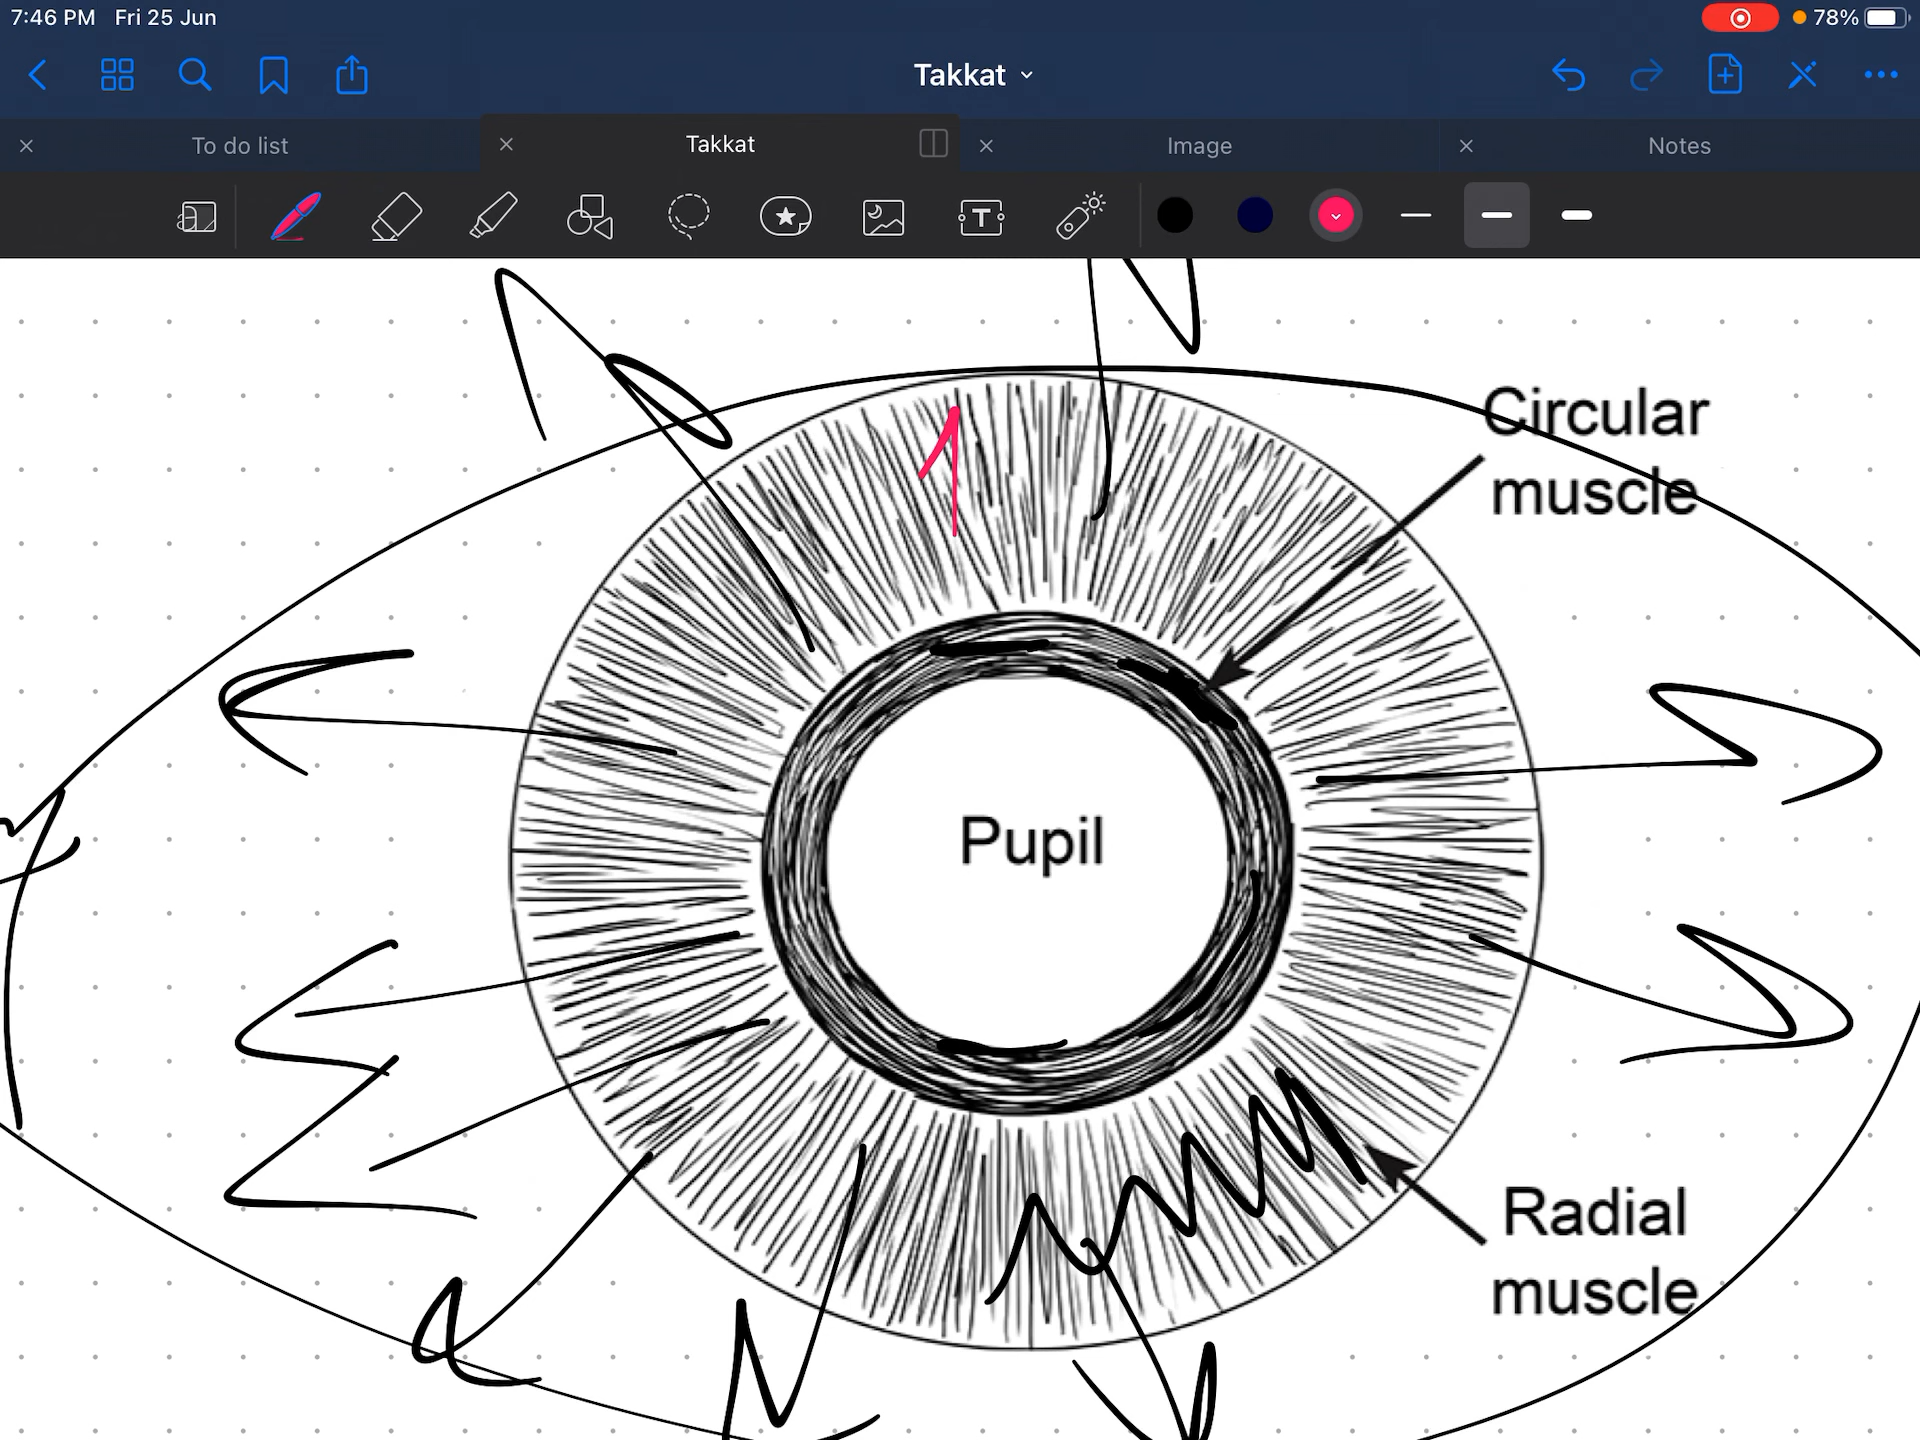 7:46 PM Fri 25 Jun
78%
Takkat
To do list
Takkat
Image
Notes
T
1
Circular
muscle
Pupil
Radial
muscle